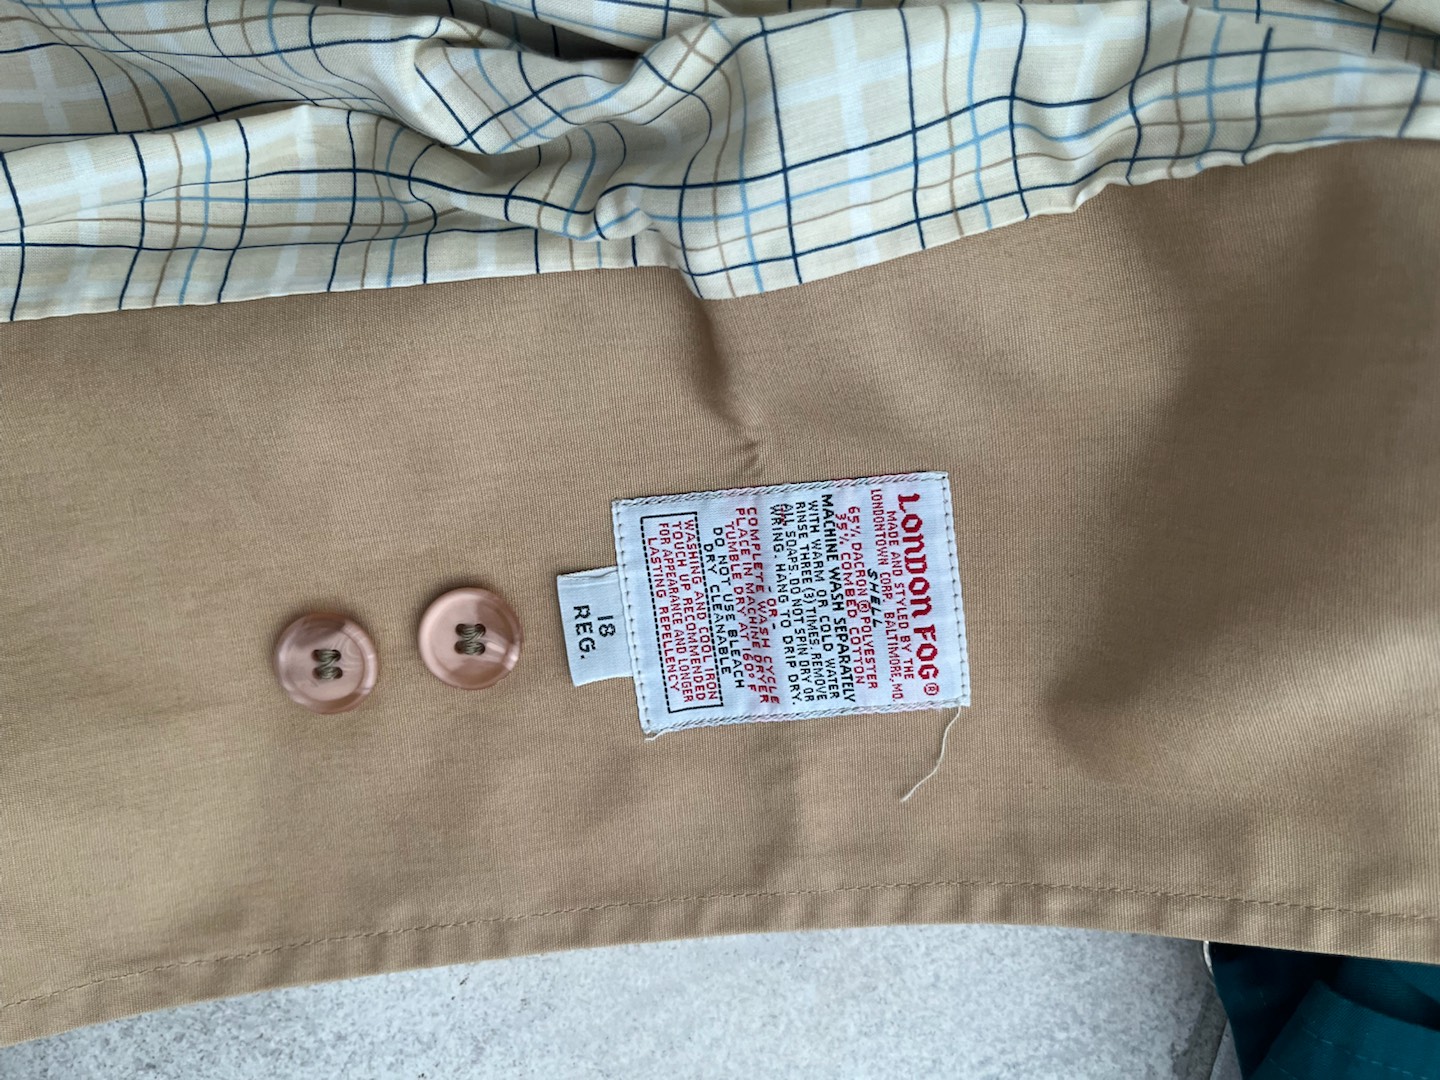 LONDON FOG®
MADE AND STYLED BY THE
LONDONTOWN CORP. BALTIMORE, MD.
SHELL
65% DACRON® POLYESTER
35% COMBED COTTON
MACHINE WASH SEPARATELY
WITH WARM OR COLD WATER
RINSE THREE (3) TIMES. REMOVE
ALL SOAPS. DO NOT SPIN DRY OR
WRING. HANG TO DRIP DRY.
- OR -
COMPLETE WASH CYCLE
PLACE IN MACHINE DRYER
TUMBLE DRY AT 160° F
DO NOT USE BLEACH
DRY CLEANABLE
WASHING AND COOL IRON
TOUCH UP RECOMMENDED
FOR APPEARANCE AND LONGER
LASTING REPELLENCY
18
REG.